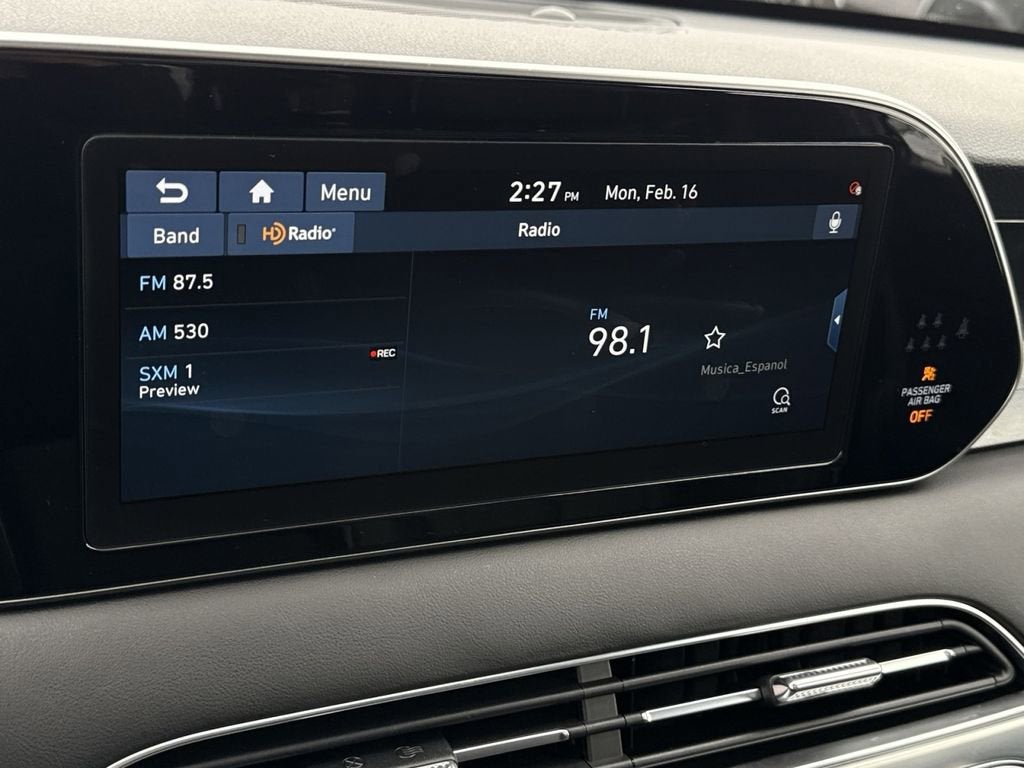 Menu 2:27 PM Mon, Feb. 16
Band HD Radio® Radio
FM 87.5
AM 530
REC
SXM 1
Preview
FM
98.1
Musica_Espanol
SCAN
PASSENGER
AIR BAG
OFF